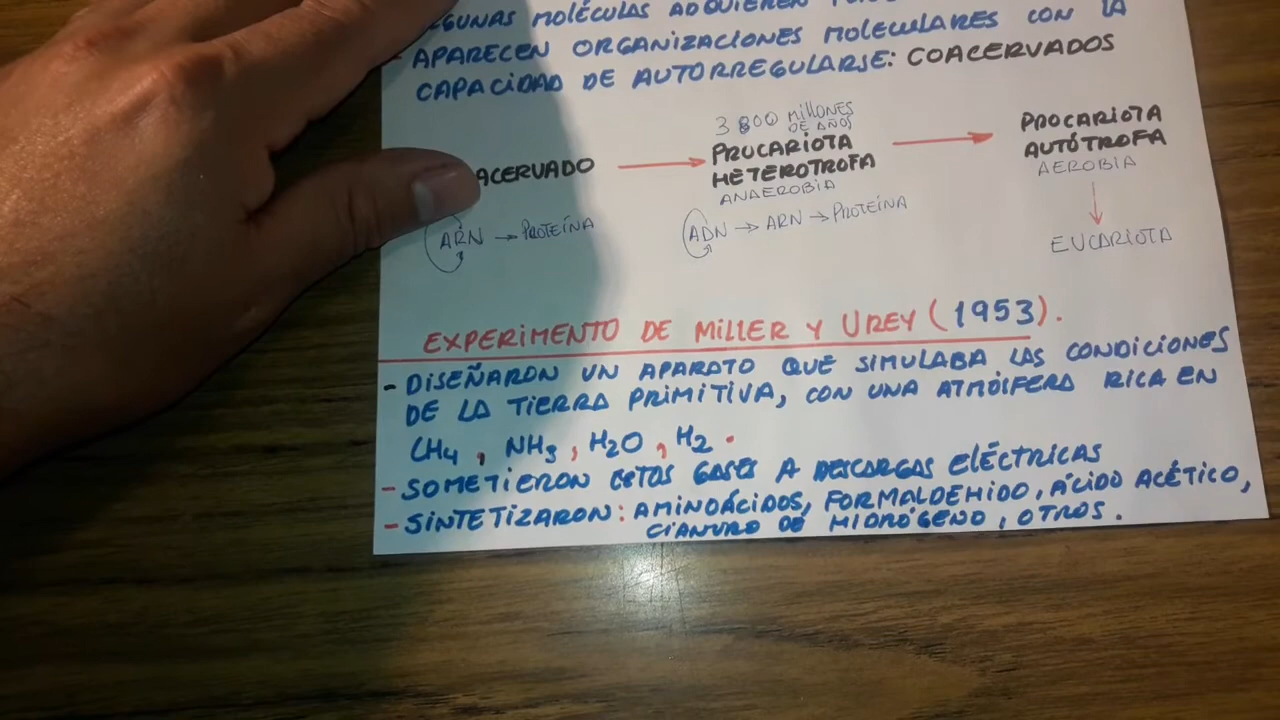 MOLÉCULAS ADQUIEREN
APARECEN ORGANIZACIONES MOLECULARES CON LA
CAPACIDAD DE AUTORREGULARSE: COACERVADOS
ACERVADO
ARN → PROTEÍNA
3800 MILLONES
DE AÑOS
PROCARIOTA
HETEROTROFA
ANAEROBIA
ADN → ARN → PROTEÍNA
PROCARIOTA
AUTÓTROFA
AEROBIA
EUCARIOTA
EXPERIMENTO DE MILLER Y UREY (1953).
- DISEÑARON UN APARATO QUE SIMULABA LAS CONDICIONES
DE LA TIERRA PRIMITIVA, CON UNA ATMÓSFERA RICA EN
CH4, NH3, H2O, H2.
- SOMETIERON ESTOS GASES A DESCARGAS ELÉCTRICAS
- SINTETIZARON: AMINOÁCIDOS, FORMALDEHIDO, ÁCIDO ACÉTICO,
CIANURO DE HIDRÓGENO, OTROS.